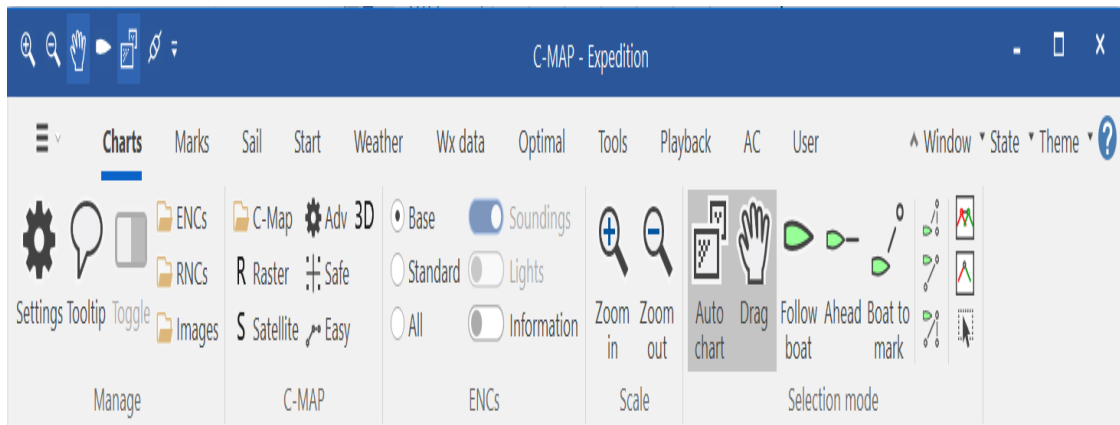 C-MAP - Expedition
Charts Marks Sail Start Weather Wx data Optimal Tools Playback AC User Window State Theme ?
Settings Tooltip Toggle
ENCs
RNCs
Images
Manage
C-Map Adv 3D
R Raster Safe
S Satellite Easy
C-MAP
Base Soundings
Standard Lights
All Information
ENCs
Zoom in
Zoom out
Scale
Auto chart
Drag
Follow boat
Ahead
Boat to mark
Selection mode